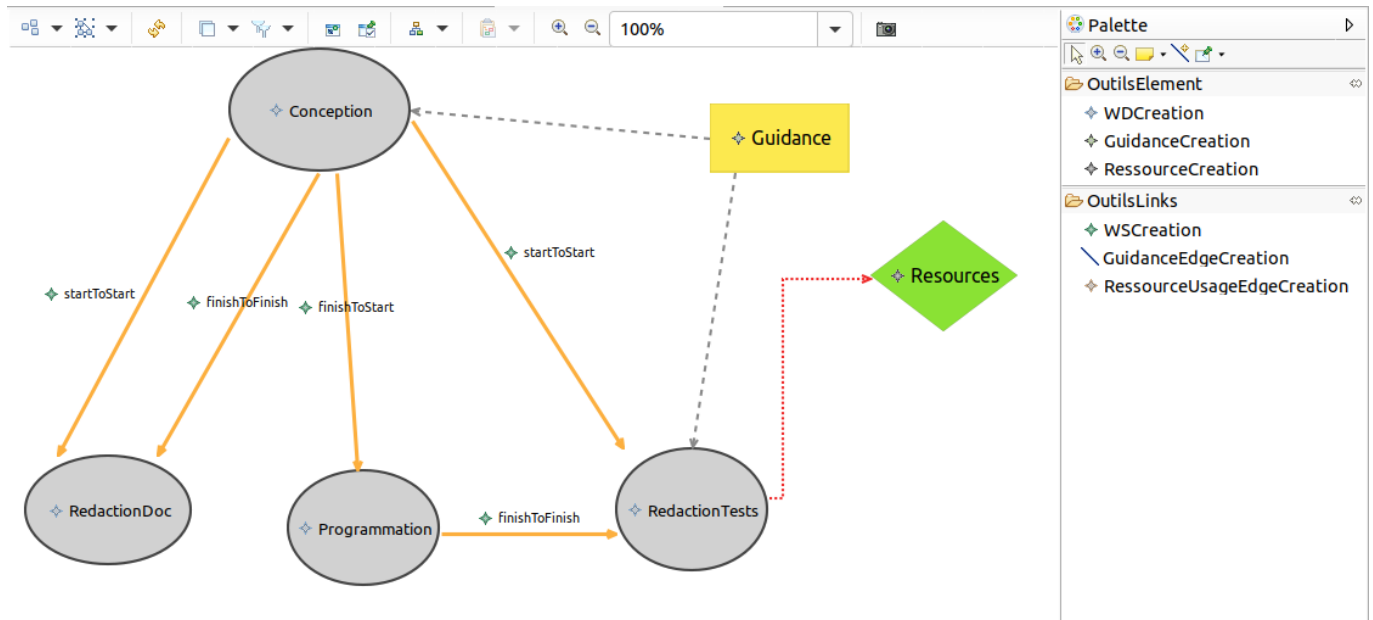 100%
Palette
OutilsElement
WDCreation
GuidanceCreation
RessourceCreation
OutilsLinks
WSCreation
GuidanceEdgeCreation
RessourceUsageEdgeCreation
Conception
Guidance
startToStart
Resources
startToStart
finishToFinish
finishToStart
RedactionDoc
Programmation
finishToFinish
RedactionTests